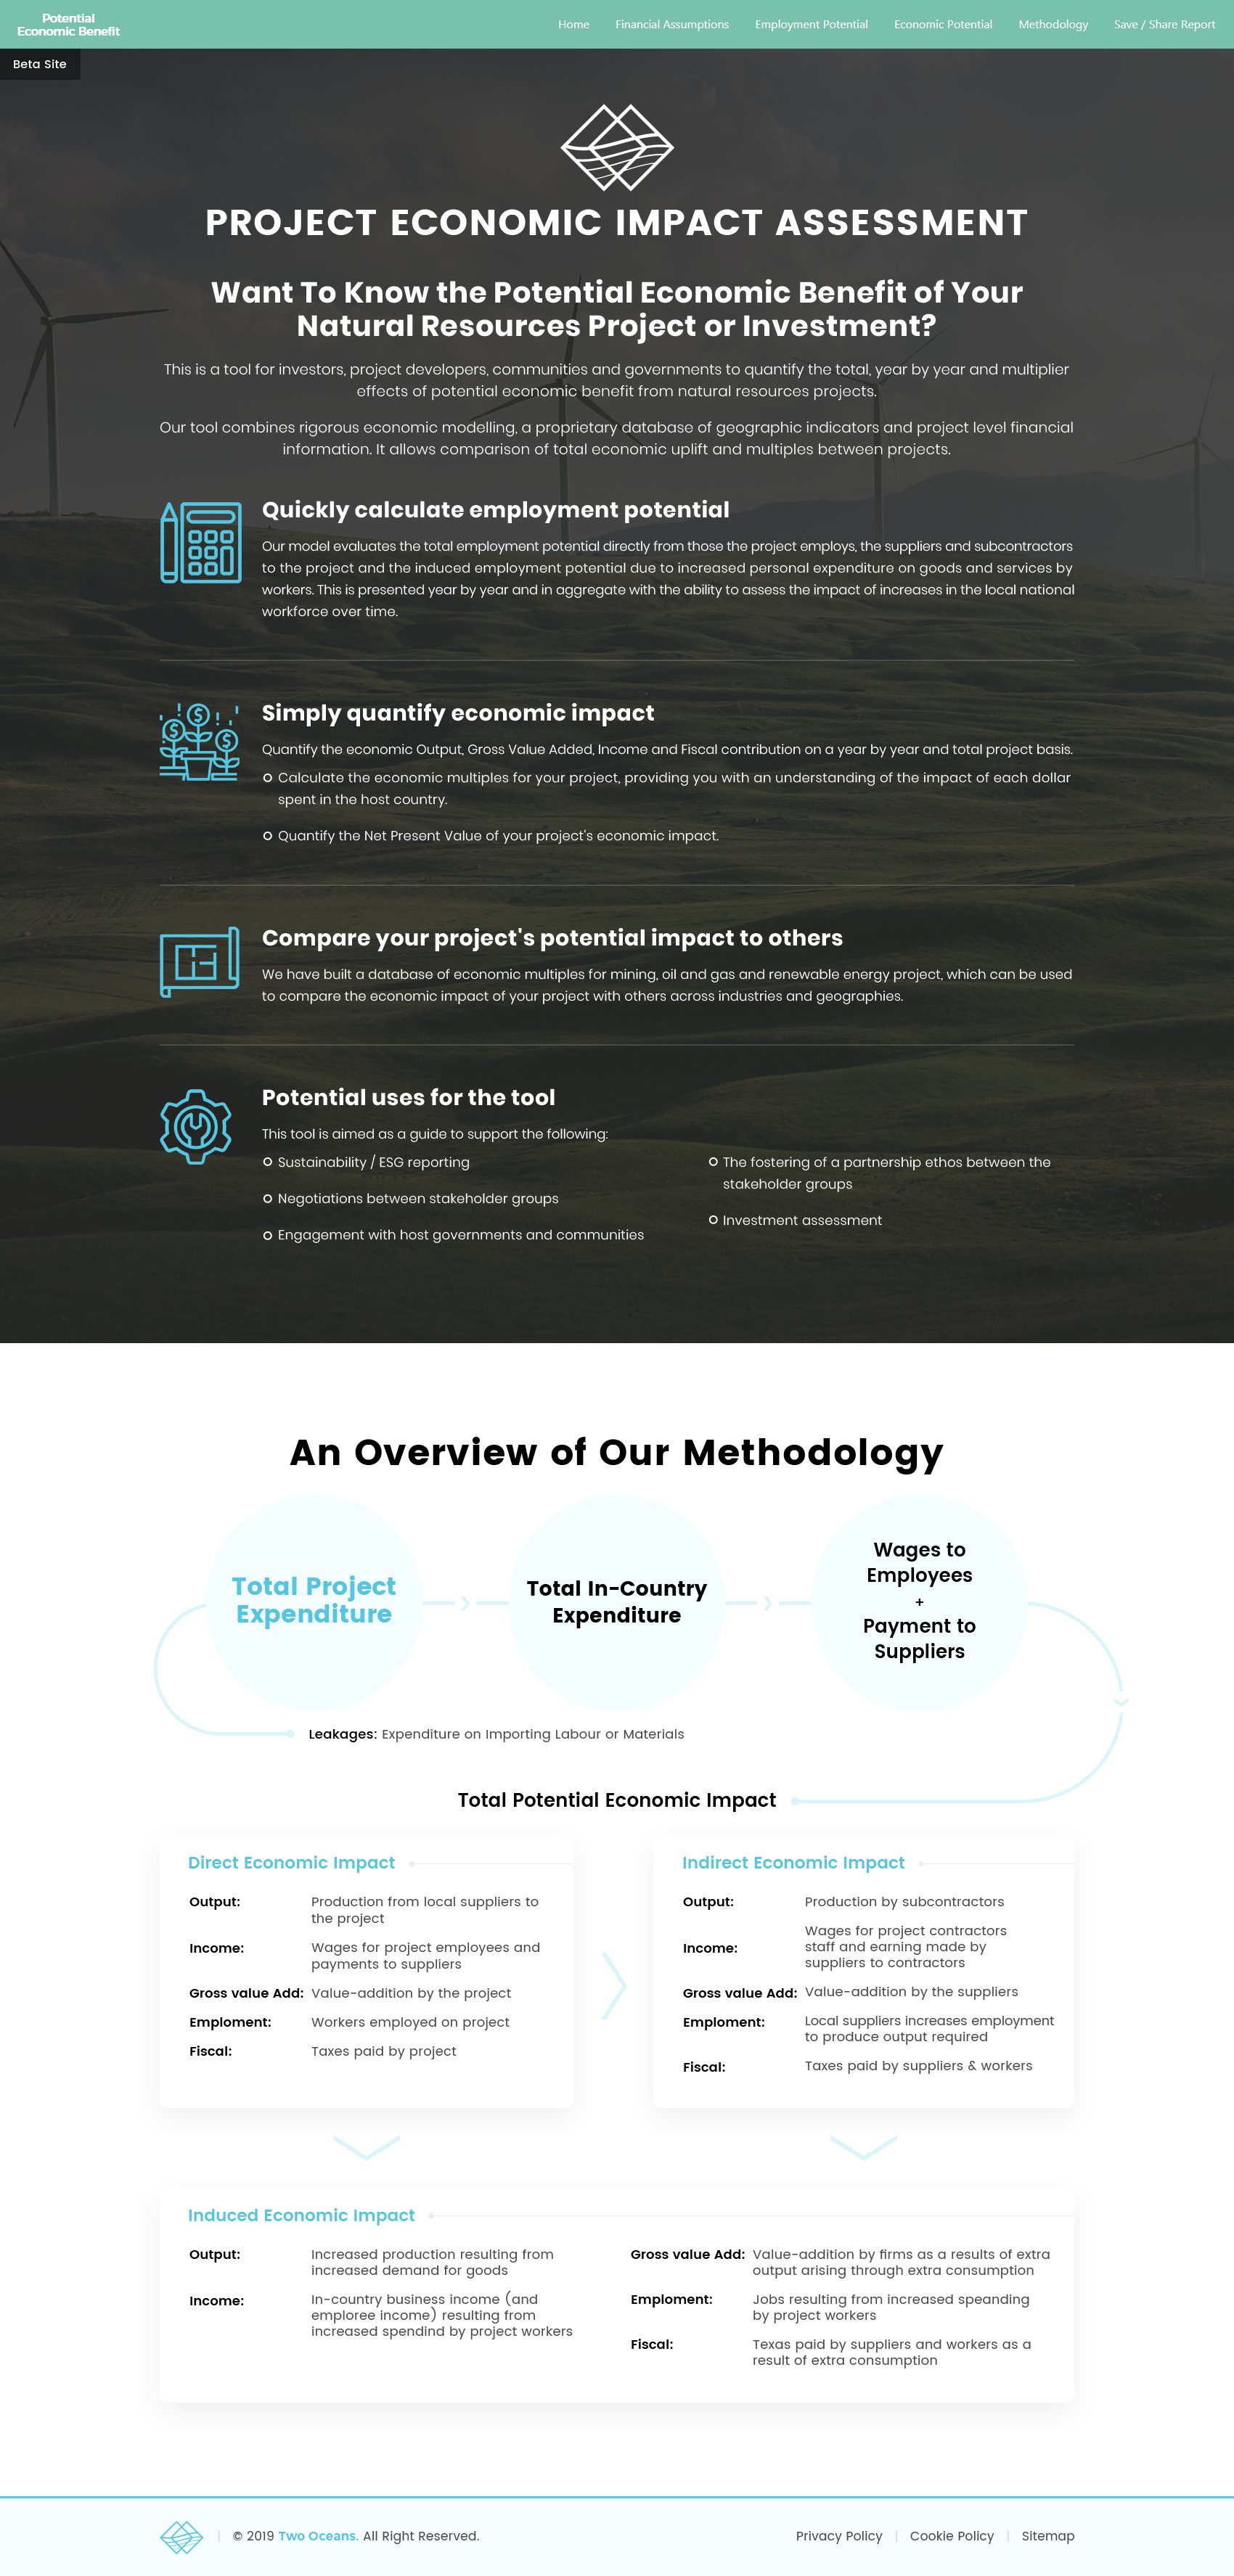 Potential
Economic Benefit
Home Financial Assumptions Employment Potential Economic Potential Methodology Save / Share Report
Beta Site
PROJECT ECONOMIC IMPACT ASSESSMENT
Want To Know the Potential Economic Benefit of Your
Natural Resources Project or Investment?
This is a tool for investors, project developers, communities and governments to quantify the total, year by year and multiplier
effects of potential economic benefit from natural resources projects.
Our tool combines rigorous economic modelling, a proprietary database of geographic indicators and project level financial
information. It allows comparison of total economic uplift and multiples between projects.
Quickly calculate employment potential
Our model evaluates the total employment potential directly from those the project employs, the suppliers and subcontractors
to the project and the induced employment potential due to increased personal expenditure on goods and services by
workers. This is presented year by year and in aggregate with the ability to assess the impact of increases in the local national
workforce over time.
Simply quantify economic impact
Quantify the economic Output, Gross Value Added, Income and Fiscal contribution on a year by year and total project basis.
Calculate the economic multiples for your project, providing you with an understanding of the impact of each dollar
spent in the host country.
Quantify the Net Present Value of your project's economic impact.
Compare your project's potential impact to others
We have built a database of economic multiples for mining, oil and gas and renewable energy project, which can be used
to compare the economic impact of your project with others across industries and geographies.
Potential uses for the tool
This tool is aimed as a guide to support the following:
Sustainability / ESG reporting
Negotiations between stakeholder groups
Engagement with host governments and communities
The fostering of a partnership ethos between the
stakeholder groups
Investment assessment
An Overview of Our Methodology
Total Project
Expenditure
Total In-Country
Expenditure
Wages to
Employees
+
Payment to
Suppliers
Leakages: Expenditure on Importing Labour or Materials
Total Potential Economic Impact
Direct Economic Impact
Output: Production from local suppliers to
the project
Income: Wages for project employees and
payments to suppliers
Gross value Add: Value-addition by the project
Emploment: Workers employed on project
Fiscal: Taxes paid by project
Indirect Economic Impact
Output: Production by subcontractors
Income: Wages for project contractors
staff and earning made by
suppliers to contractors
Gross value Add: Value-addition by the suppliers
Emploment: Local suppliers increases employment
to produce output required
Fiscal: Taxes paid by suppliers & workers
Induced Economic Impact
Output: Increased production resulting from
increased demand for goods
Income: In-country business income (and
emploree income) resulting from
increased spendind by project workers
Gross value Add: Value-addition by firms as a results of extra
output arising through extra consumption
Emploment: Jobs resulting from increased speanding
by project workers
Fiscal: Texas paid by suppliers and workers as a
result of extra consumption
© 2019 Two Oceans. All Right Reserved.
Privacy Policy | Cookie Policy | Sitemap